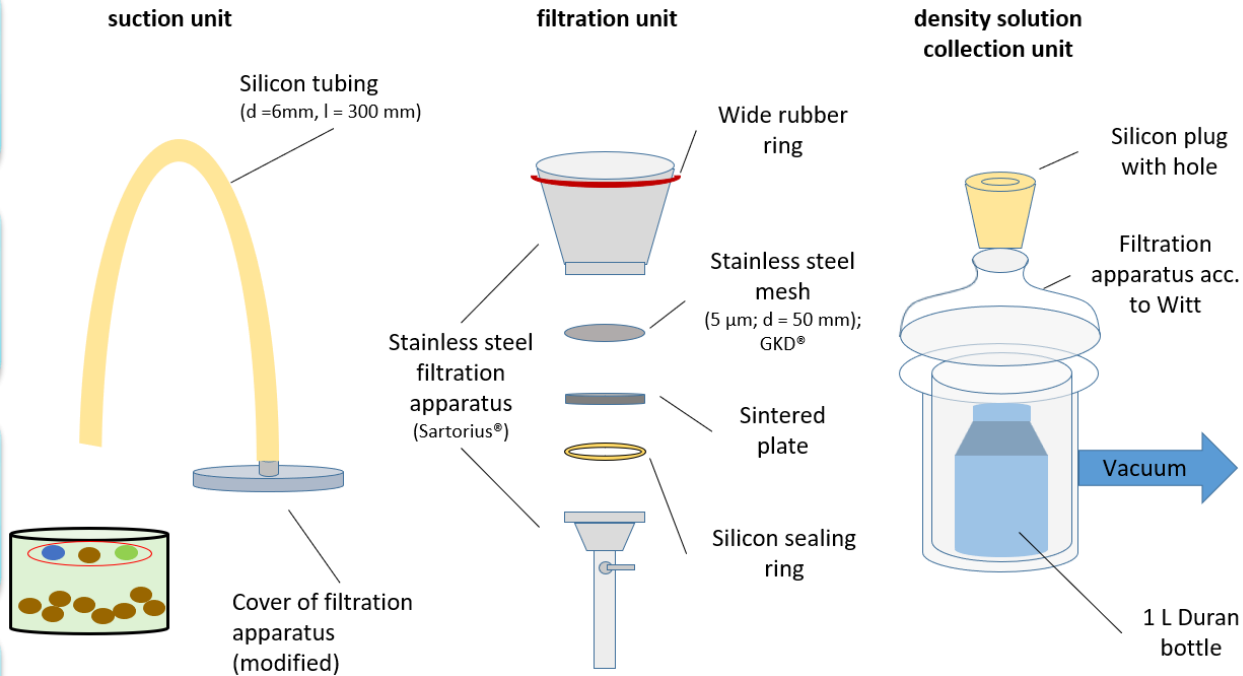 suction unit
Silicon tubing
(d =6mm, l = 300 mm)
Cover of filtration
apparatus
(modified)
filtration unit
Wide rubber
ring
Stainless steel
mesh
(5 µm; d = 50 mm);
GKD®
Stainless steel
filtration
apparatus
(Sartorius®)
Sintered
plate
Silicon sealing
ring
density solution
collection unit
Silicon plug
with hole
Filtration
apparatus acc.
to Witt
Vacuum
1 L Duran
bottle